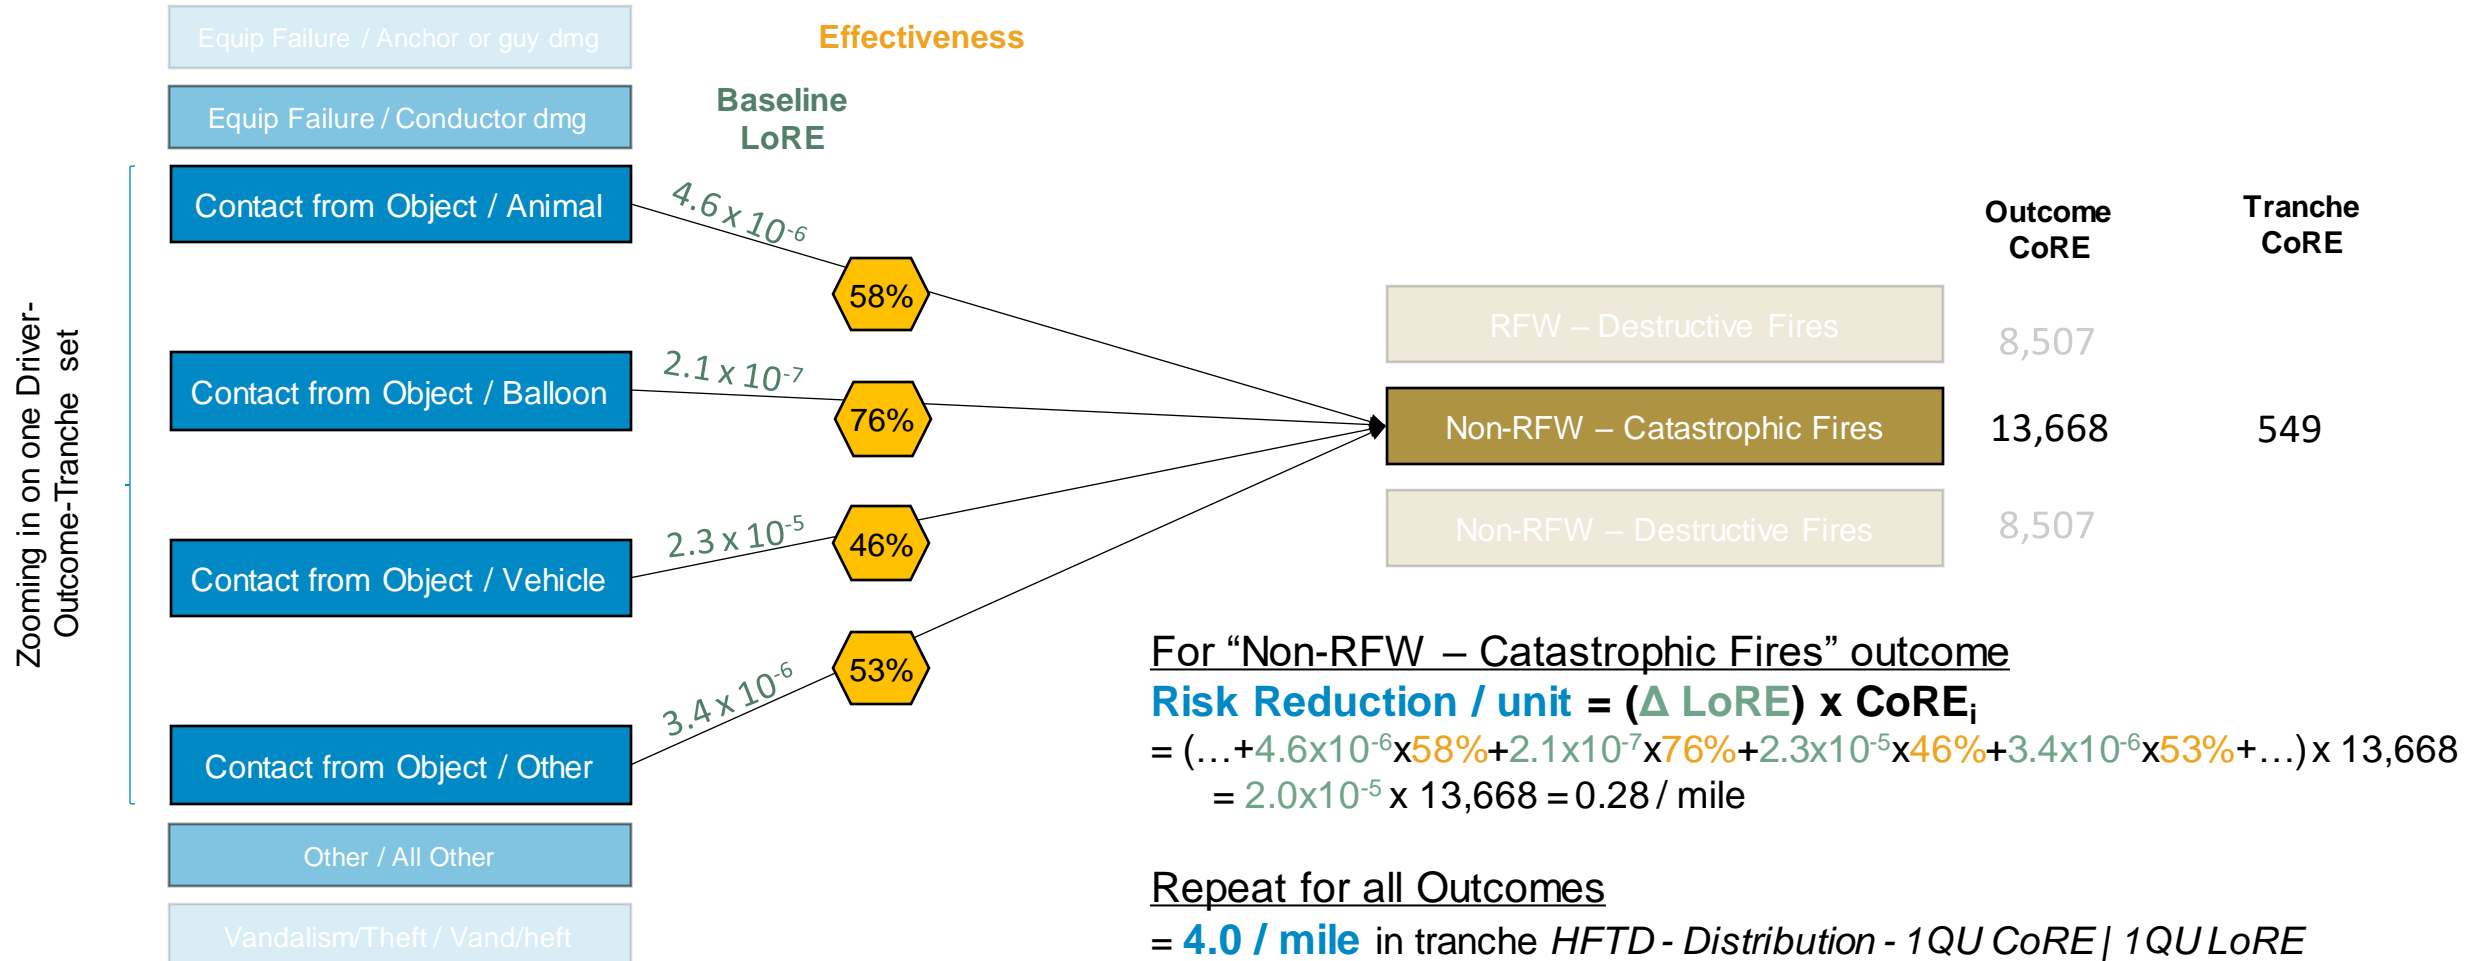 Equip Failure / Anchor or guy dmg
Effectiveness
Equip Failure / Conductor dmg
Baseline
LoRE
Zooming in on one Driver-
Outcome-Tranche set
Contact from Object / Animal
4.6 x 10⁻⁶
58%
Contact from Object / Balloon
2.1 x 10⁻⁷
76%
Contact from Object / Vehicle
2.3 x 10⁻⁵
46%
Contact from Object / Other
3.4 x 10⁻⁶
53%
Other / All Other
Vandalism/Theft / Vand/heft
Outcome
CoRE
Tranche
CoRE
RFW – Destructive Fires
8,507
Non-RFW – Catastrophic Fires
13,668
549
Non-RFW – Destructive Fires
8,507
For “Non-RFW – Catastrophic Fires” outcome
Risk Reduction / unit = (Δ LoRE) x CoREᵢ
= (…+4.6x10⁻⁶x58%+2.1x10⁻⁷x76%+2.3x10⁻⁵x46%+3.4x10⁻⁶x53%+…) x 13,668
= 2.0x10⁻⁵ x 13,668 = 0.28 / mile
Repeat for all Outcomes
= 4.0 / mile in tranche HFTD - Distribution - 1QU CoRE | 1QU LoRE